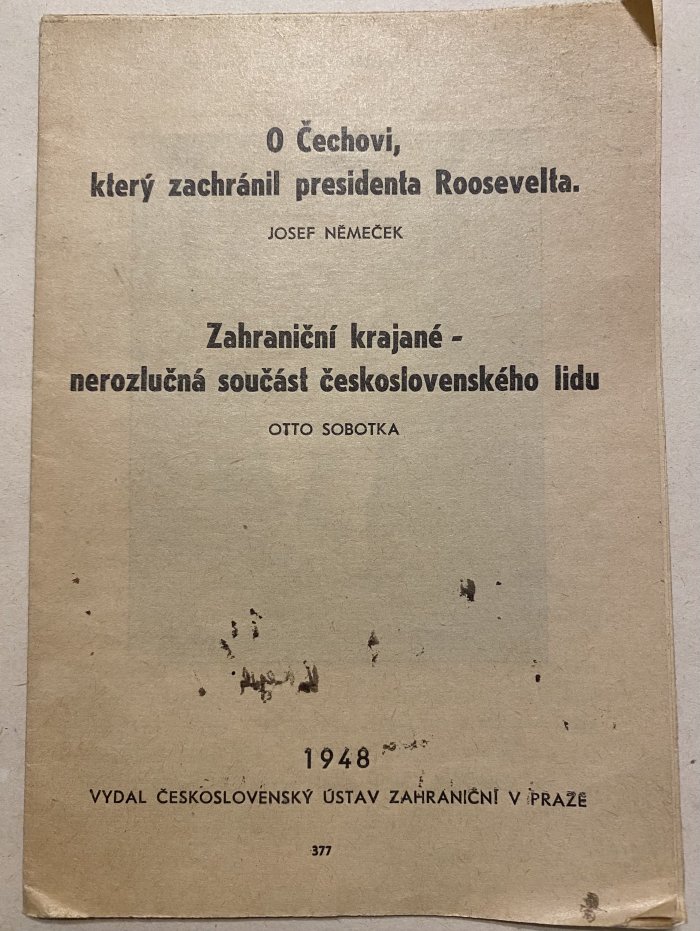 O Čechovi,
který zachránil presidenta Roosevelta.
JOSEF NĚMEČEK
Zahraniční krajané -
nerozlučná součást československého lidu
OTTO SOBOTKA
1948
VYDAL ČESKOSLOVENSKÝ ÚSTAV ZAHRANIČNÍ V PRAZE
377